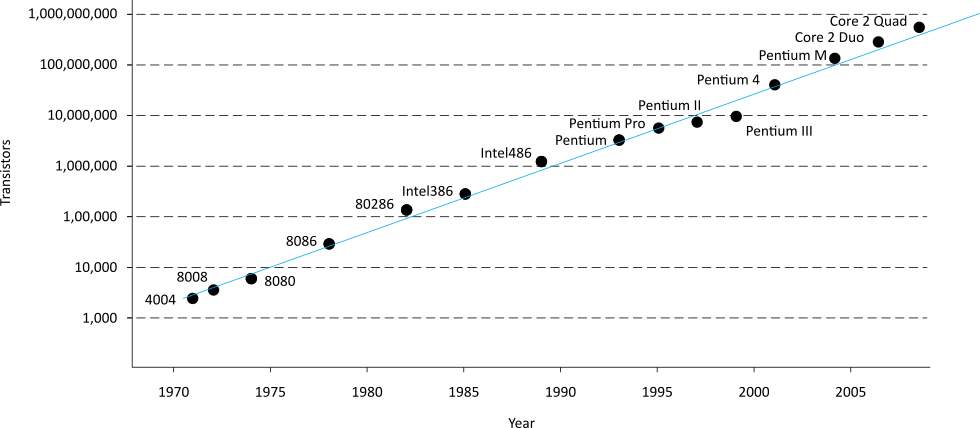 1,000,000,000
Core 2 Quad
Core 2 Duo
Pentium M
100,000,000
Pentium 4
Pentium II
10,000,000
Pentium Pro
Pentium III
Pentium
Intel486
1,000,000
Intel386
80286
1,00,000
8086
10,000
8008
8080
4004
1,000
Transistors
1970 1975 1980 1985 1990 1995 2000 2005
Year